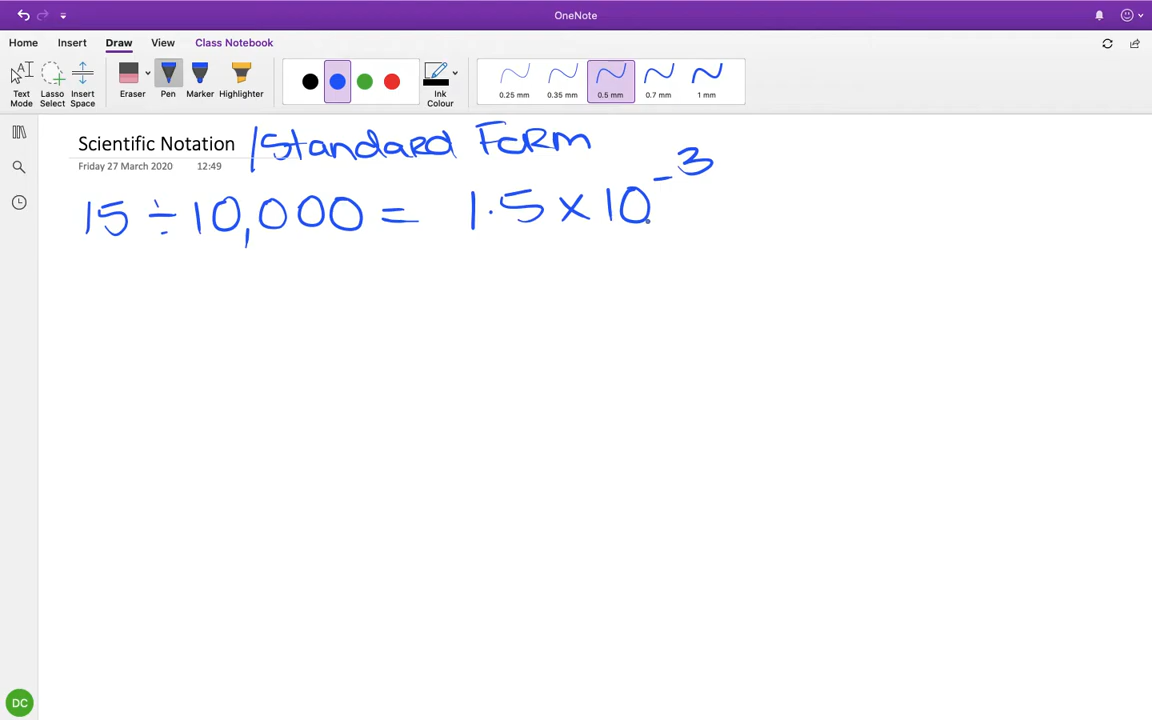 OneNote
Home Insert Draw View Class Notebook
Text Mode Lasso Select Insert Space Eraser Pen Marker Highlighter Ink Colour 0.25 mm 0.35 mm 0.5 mm 0.7 mm 1 mm
Scientific Notation /Standard Form
Friday 27 March 2020 12:49
15 ÷ 10,000 = 1.5 × 10⁻³
DC